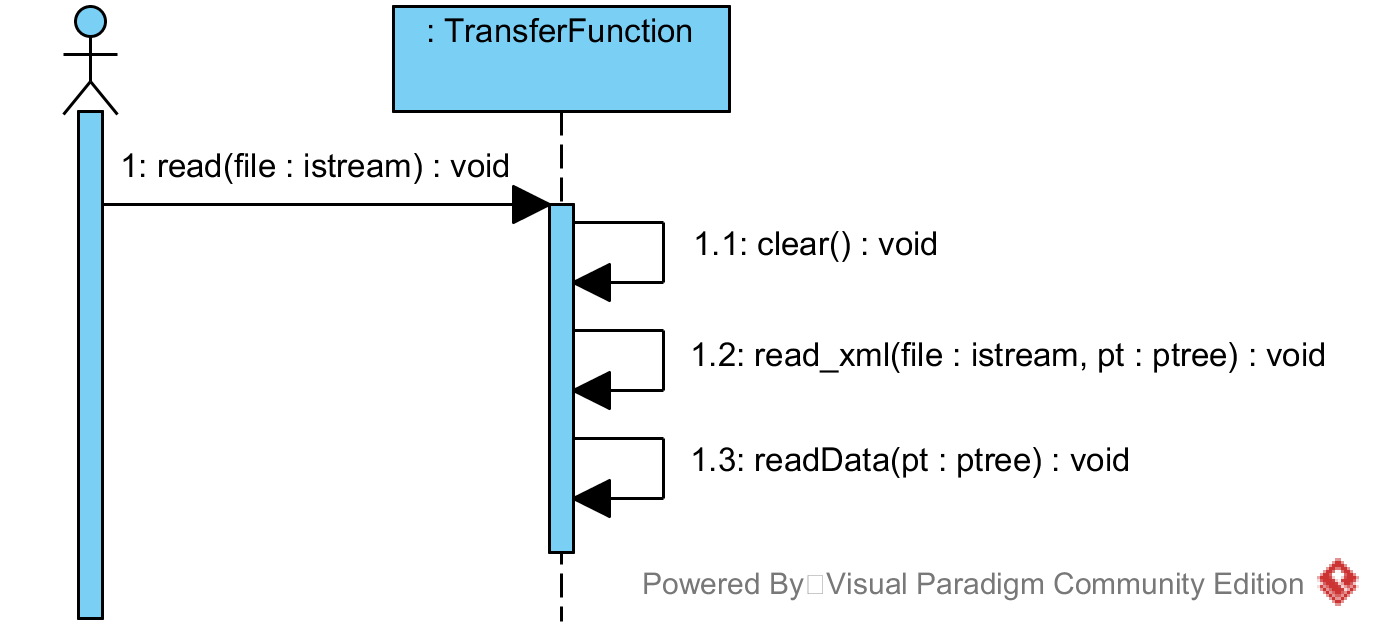 : TransferFunction
1: read(file : istream) : void
1.1: clear() : void
1.2: read_xml(file : istream, pt : ptree) : void
1.3: readData(pt : ptree) : void
Powered By Visual Paradigm Community Edition